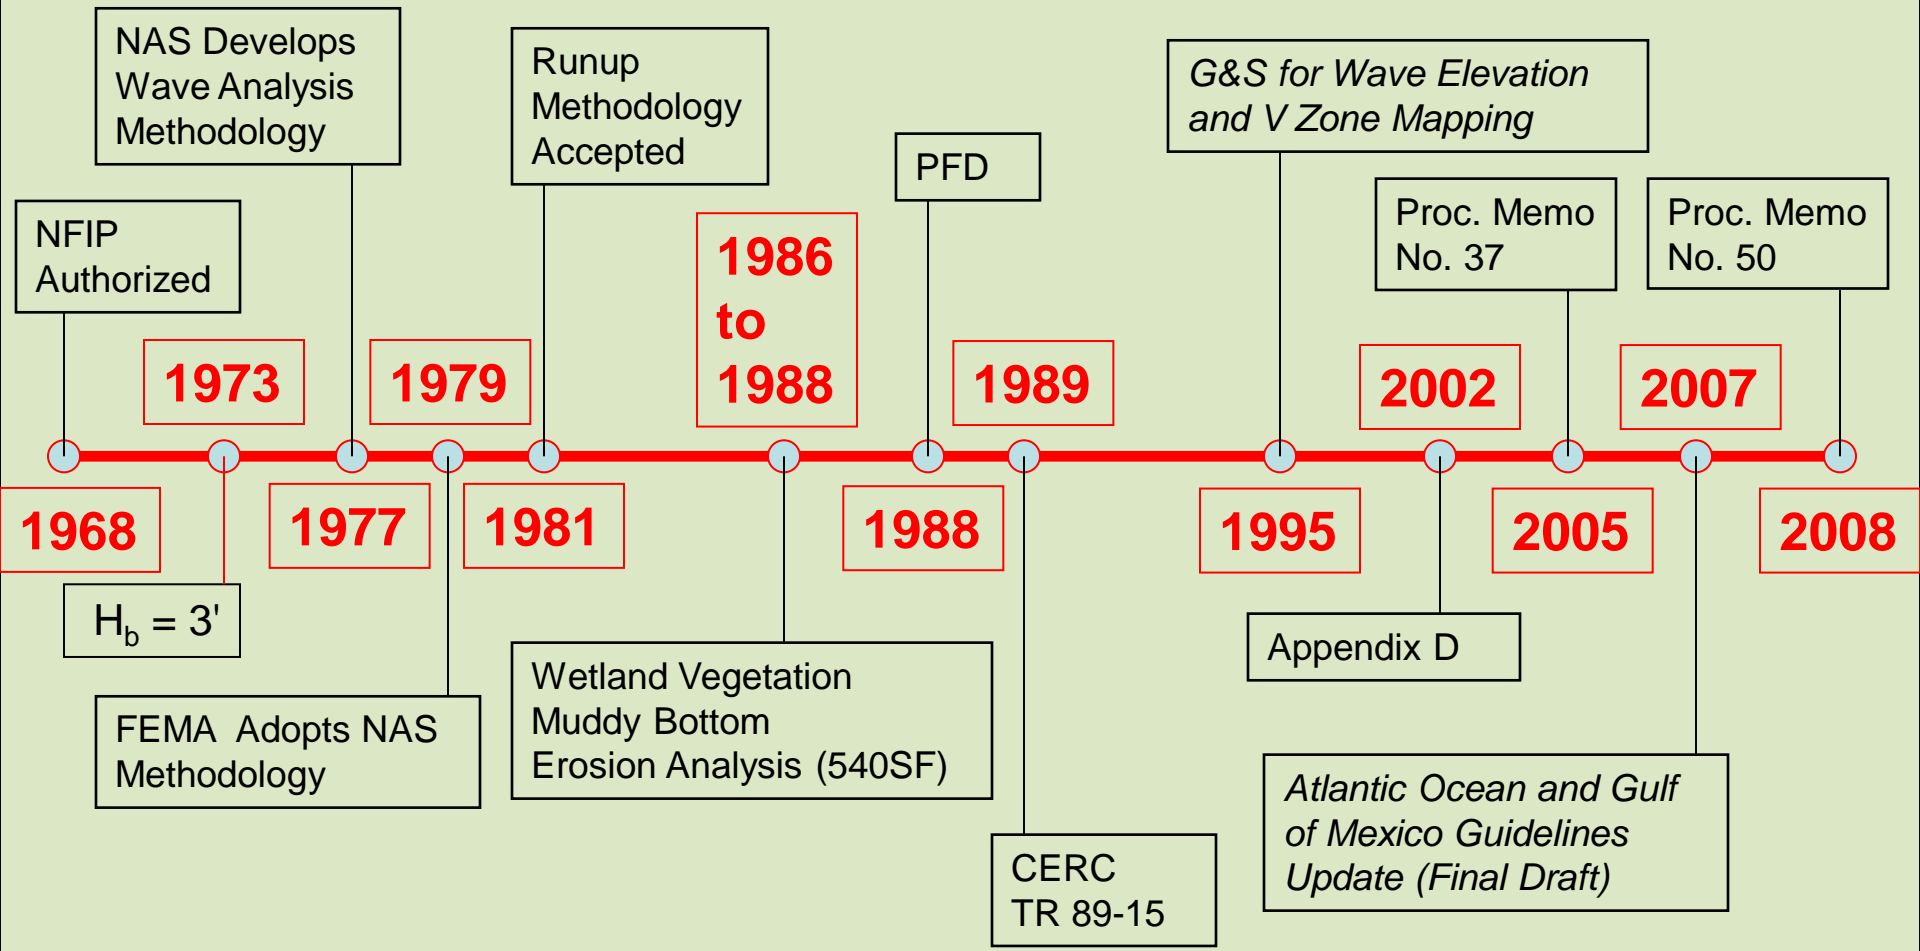 NAS Develops
Wave Analysis
Methodology
Runup
Methodology
Accepted
G&S for Wave Elevation
and V Zone Mapping
PFD
Proc. Memo
No. 37
Proc. Memo
No. 50
NFIP
Authorized
1986
to
1988
1973
1979
1989
2002
2007
1968
1977
1981
1988
1995
2005
2008
Hb = 3'
FEMA Adopts NAS
Methodology
Wetland Vegetation
Muddy Bottom
Erosion Analysis (540SF)
Appendix D
CERC
TR 89-15
Atlantic Ocean and Gulf
of Mexico Guidelines
Update (Final Draft)